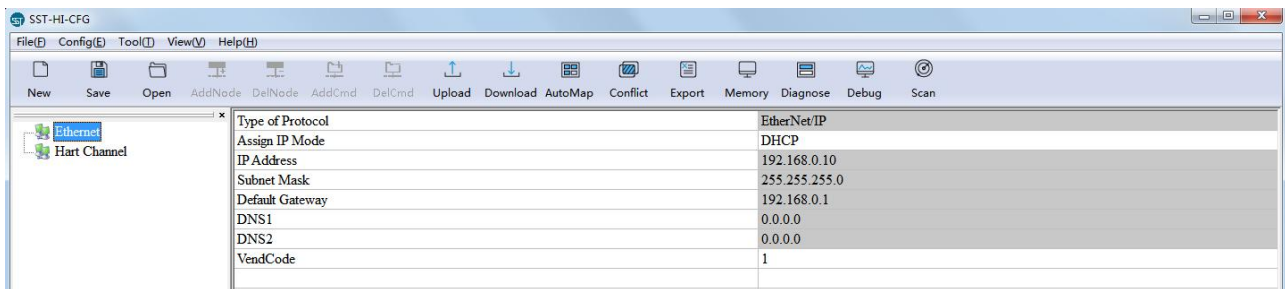 SST SST-HI-CFG
File(F) Config(E) Tool(T) View(V) Help(H)
New Save Open AddNode DelNode AddCmd DelCmd Upload Download AutoMap Conflict Export Memory Diagnose Debug Scan
Ethernet
Hart Channel
Type of Protocol EtherNet/IP
Assign IP Mode DHCP
IP Address 192.168.0.10
Subnet Mask 255.255.255.0
Default Gateway 192.168.0.1
DNS1 0.0.0.0
DNS2 0.0.0.0
VendCode 1